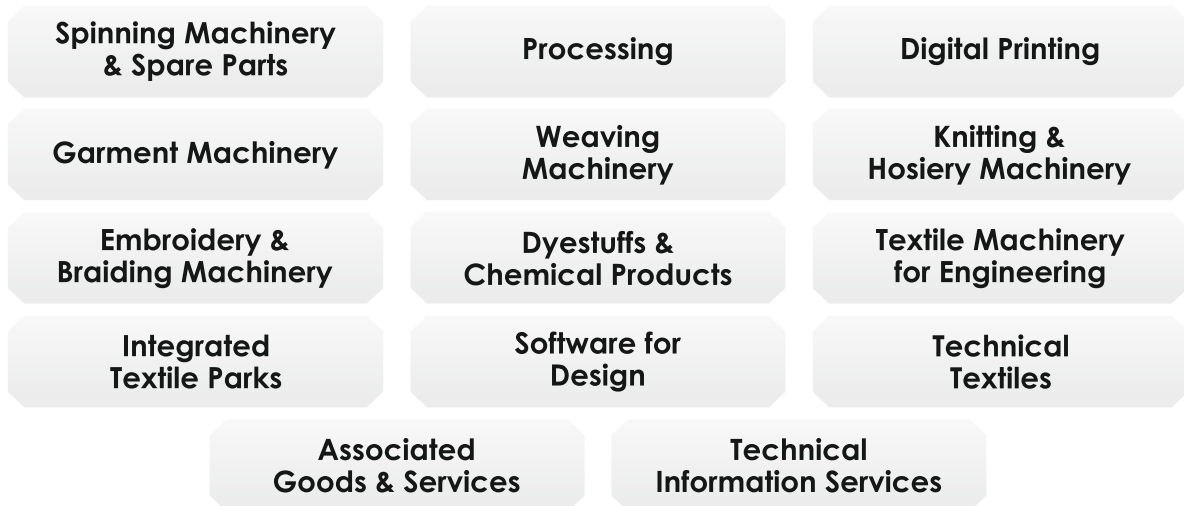 Spinning Machinery
& Spare Parts
Processing
Digital Printing
Garment Machinery
Weaving
Machinery
Knitting &
Hosiery Machinery
Embroidery &
Braiding Machinery
Dyestuffs &
Chemical Products
Textile Machinery
for Engineering
Integrated
Textile Parks
Software for
Design
Technical
Textiles
Associated
Goods & Services
Technical
Information Services